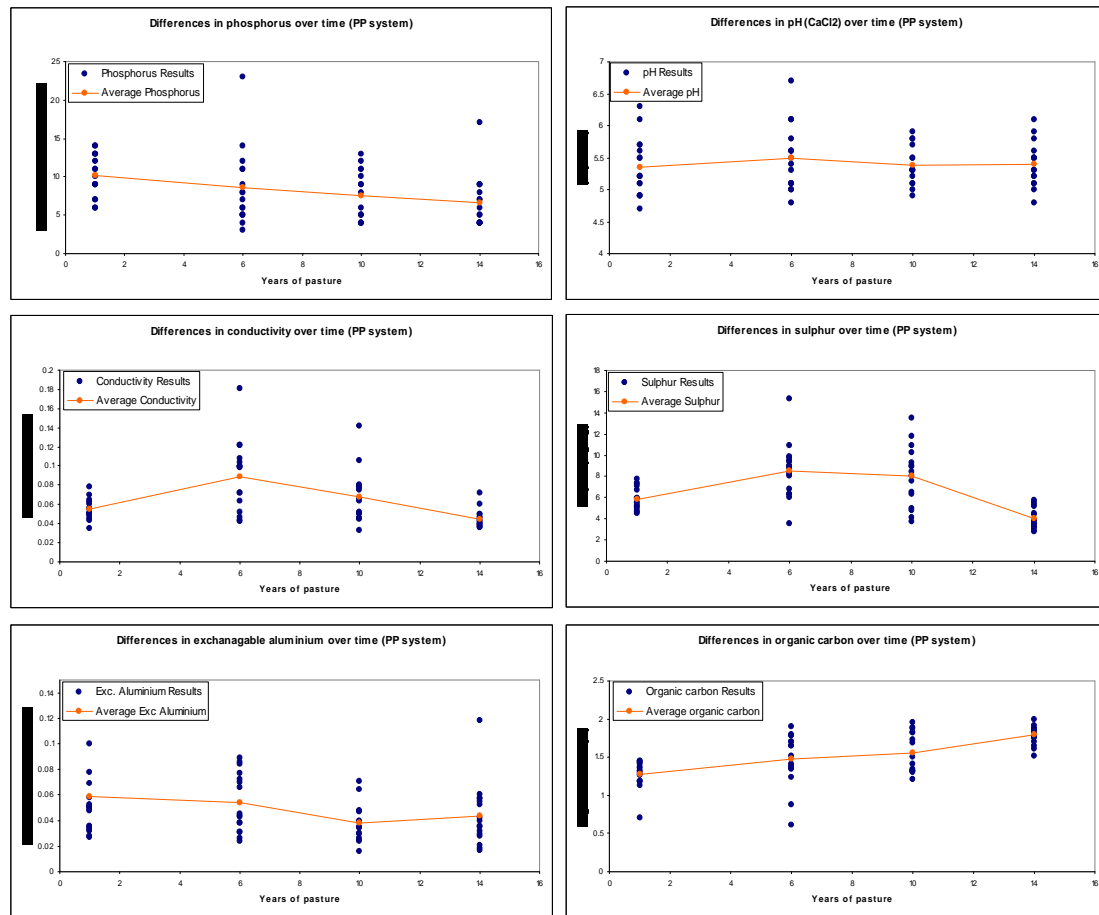 Differences in phosphorus over time (PP system)
25
20
15
10
5
0
Phosphorus Results
Average Phosphorus
0 2 4 6 8 10 12 14 16
Years of pasture
Differences in pH (CaCl2) over time (PP system)
7
6.5
6
5.5
5
4.5
4
pH Results
Average pH
0 2 4 6 8 10 12 14 16
Years of pasture
Differences in conductivity over time (PP system)
0.2
0.18
0.16
0.14
0.12
0.1
0.08
0.06
0.04
0.02
0
Conductivity Results
Average Conductivity
0 2 4 6 8 10 12 14 16
Years of pasture
Differences in sulphur over time (PP system)
18
16
14
12
10
8
6
4
2
0
Sulphur Results
Average Sulphur
0 2 4 6 8 10 12 14 16
Years of pasture
Differences in exchanagable aluminium over time (PP system)
0.14
0.12
0.1
0.08
0.06
0.04
0.02
0
Exc. Aluminium Results
Average Exc Aluminium
0 2 4 6 8 10 12 14 16
Years of pasture
Differences in organic carbon over time (PP system)
2.5
2
1.5
1
0.5
0
Organic carbon Results
Average organic carbon
0 2 4 6 8 10 12 14 16
Years of pasture